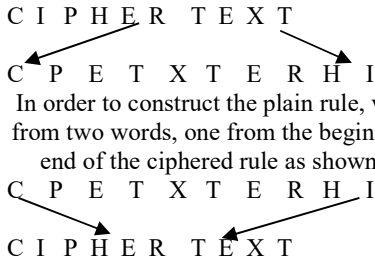 C I P H E R T E X T
C P E T X T E R H I
In order to construct the plain rule,
from two words, one from the begin
end of the ciphered rule as shown
C P E T X T E R H I
C I P H E R T E X T